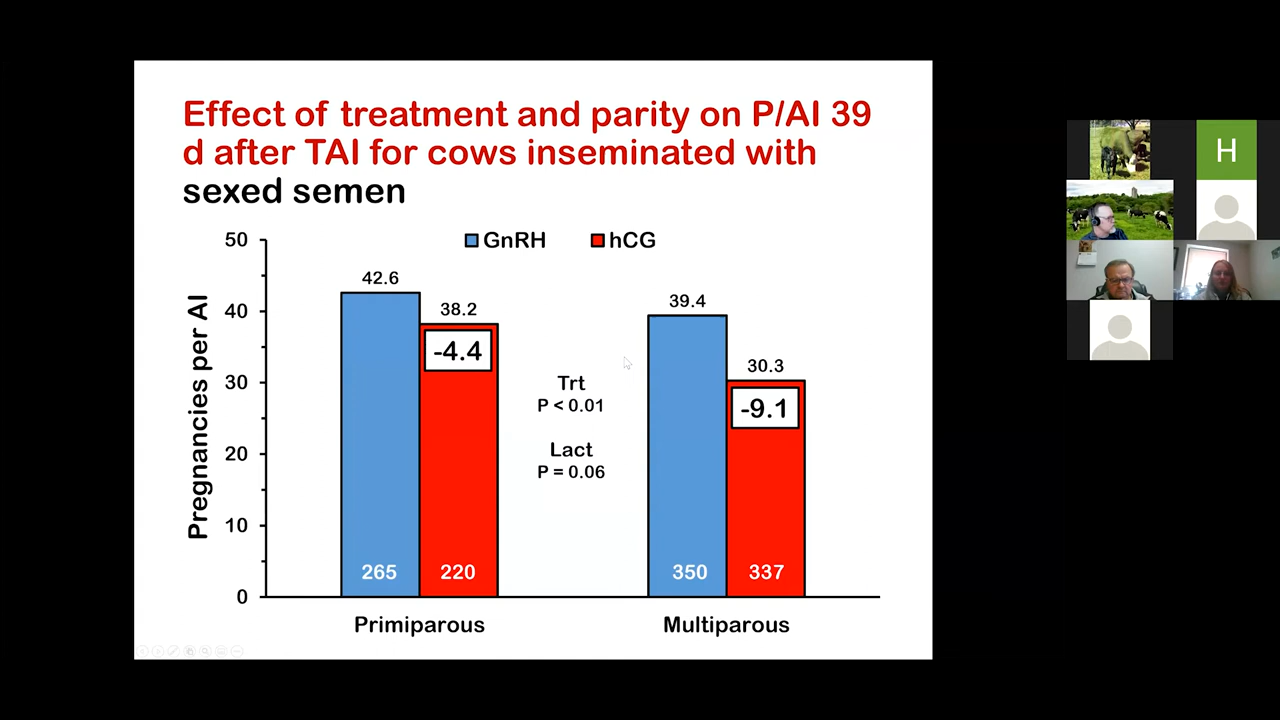 Effect of treatment and parity on P/AI 39
d after TAI for cows inseminated with
sexed semen
GnRH
hCG
Pregnancies per AI
50
40
30
20
10
0
42.6
38.2
-4.4
39.4
30.3
-9.1
Trt
P < 0.01
Lact
P = 0.06
265
220
350
337
Primiparous
Multiparous
H